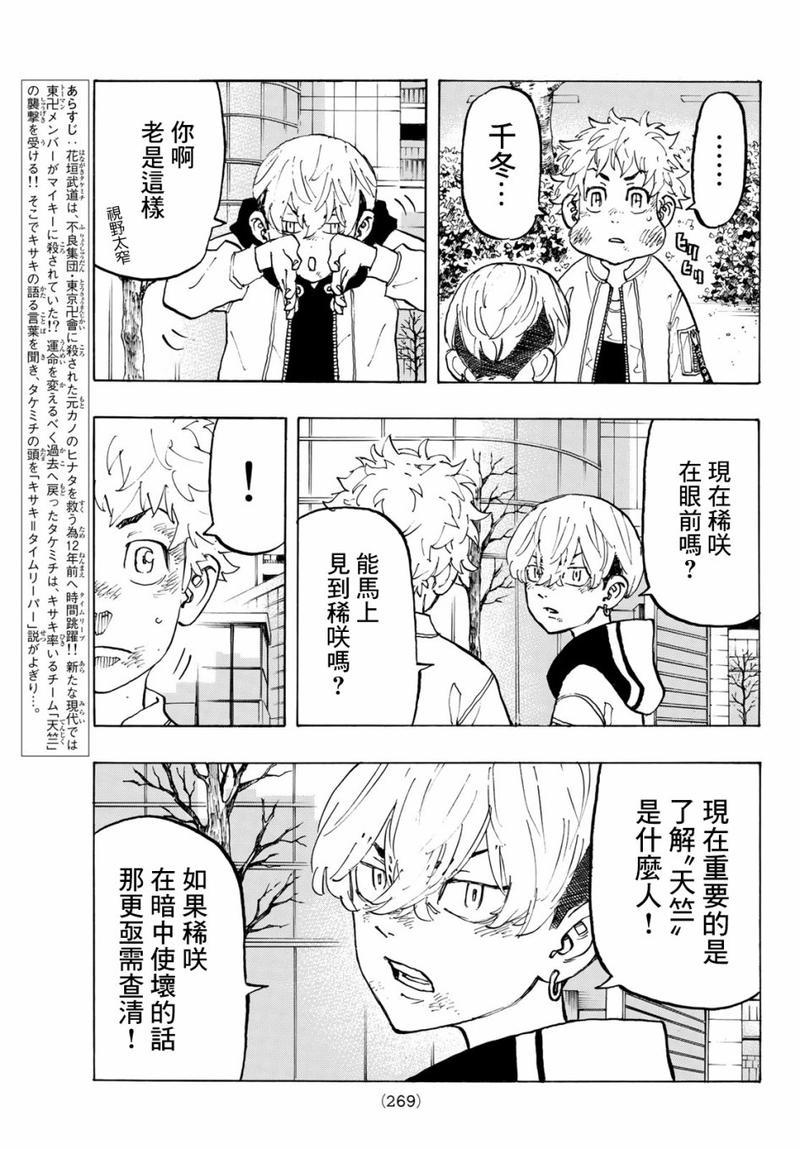 ……
千冬…
ヒリ ヒリ
你啊
老是這樣
視野太窄
現在稀咲
在眼前嗎?
能馬上
見到稀咲嗎?
!
現在重要的是
了解〝天竺〞
是什麼人!
如果稀咲
在暗中使壞的話
那更亟需查清!
あらすじ:花垣武道は、不良集団・東京卍會に殺された元カノのヒナタを救う為12年前へ時間跳躍!! 新たな現代では
東卍メンバーがマイキーに殺されていた!? 運命を変えるべく過去へ戻ったタケミチは、キサキ率いるチーム「天竺」
の襲撃を受ける!! そこでキサキの語る言葉を聞き、タケミチの頭を「キサキ=タイムリーパー」説がよぎり…。
(269)